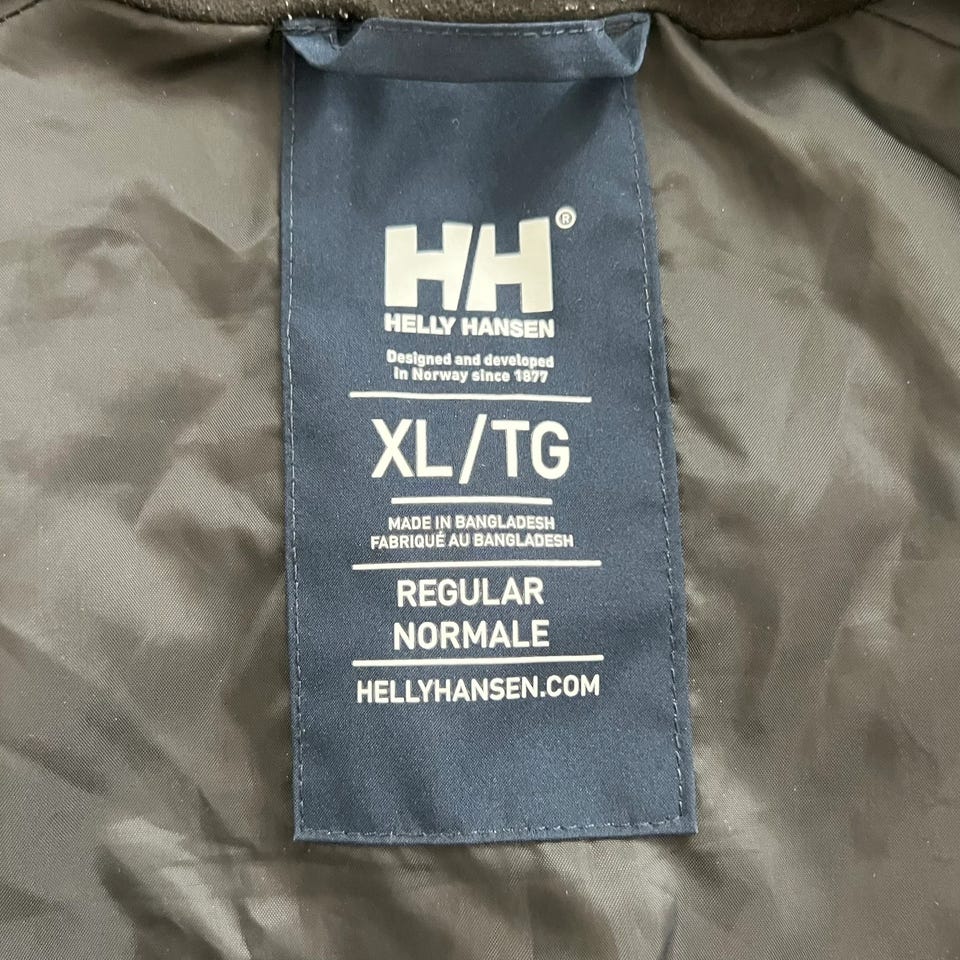 HH®
HELLY HANSEN
Designed and developed
in Norway since 1877
XL/TG
MADE IN BANGLADESH
FABRIQUÉ AU BANGLADESH
REGULAR
NORMALE
HELLYHANSEN.COM